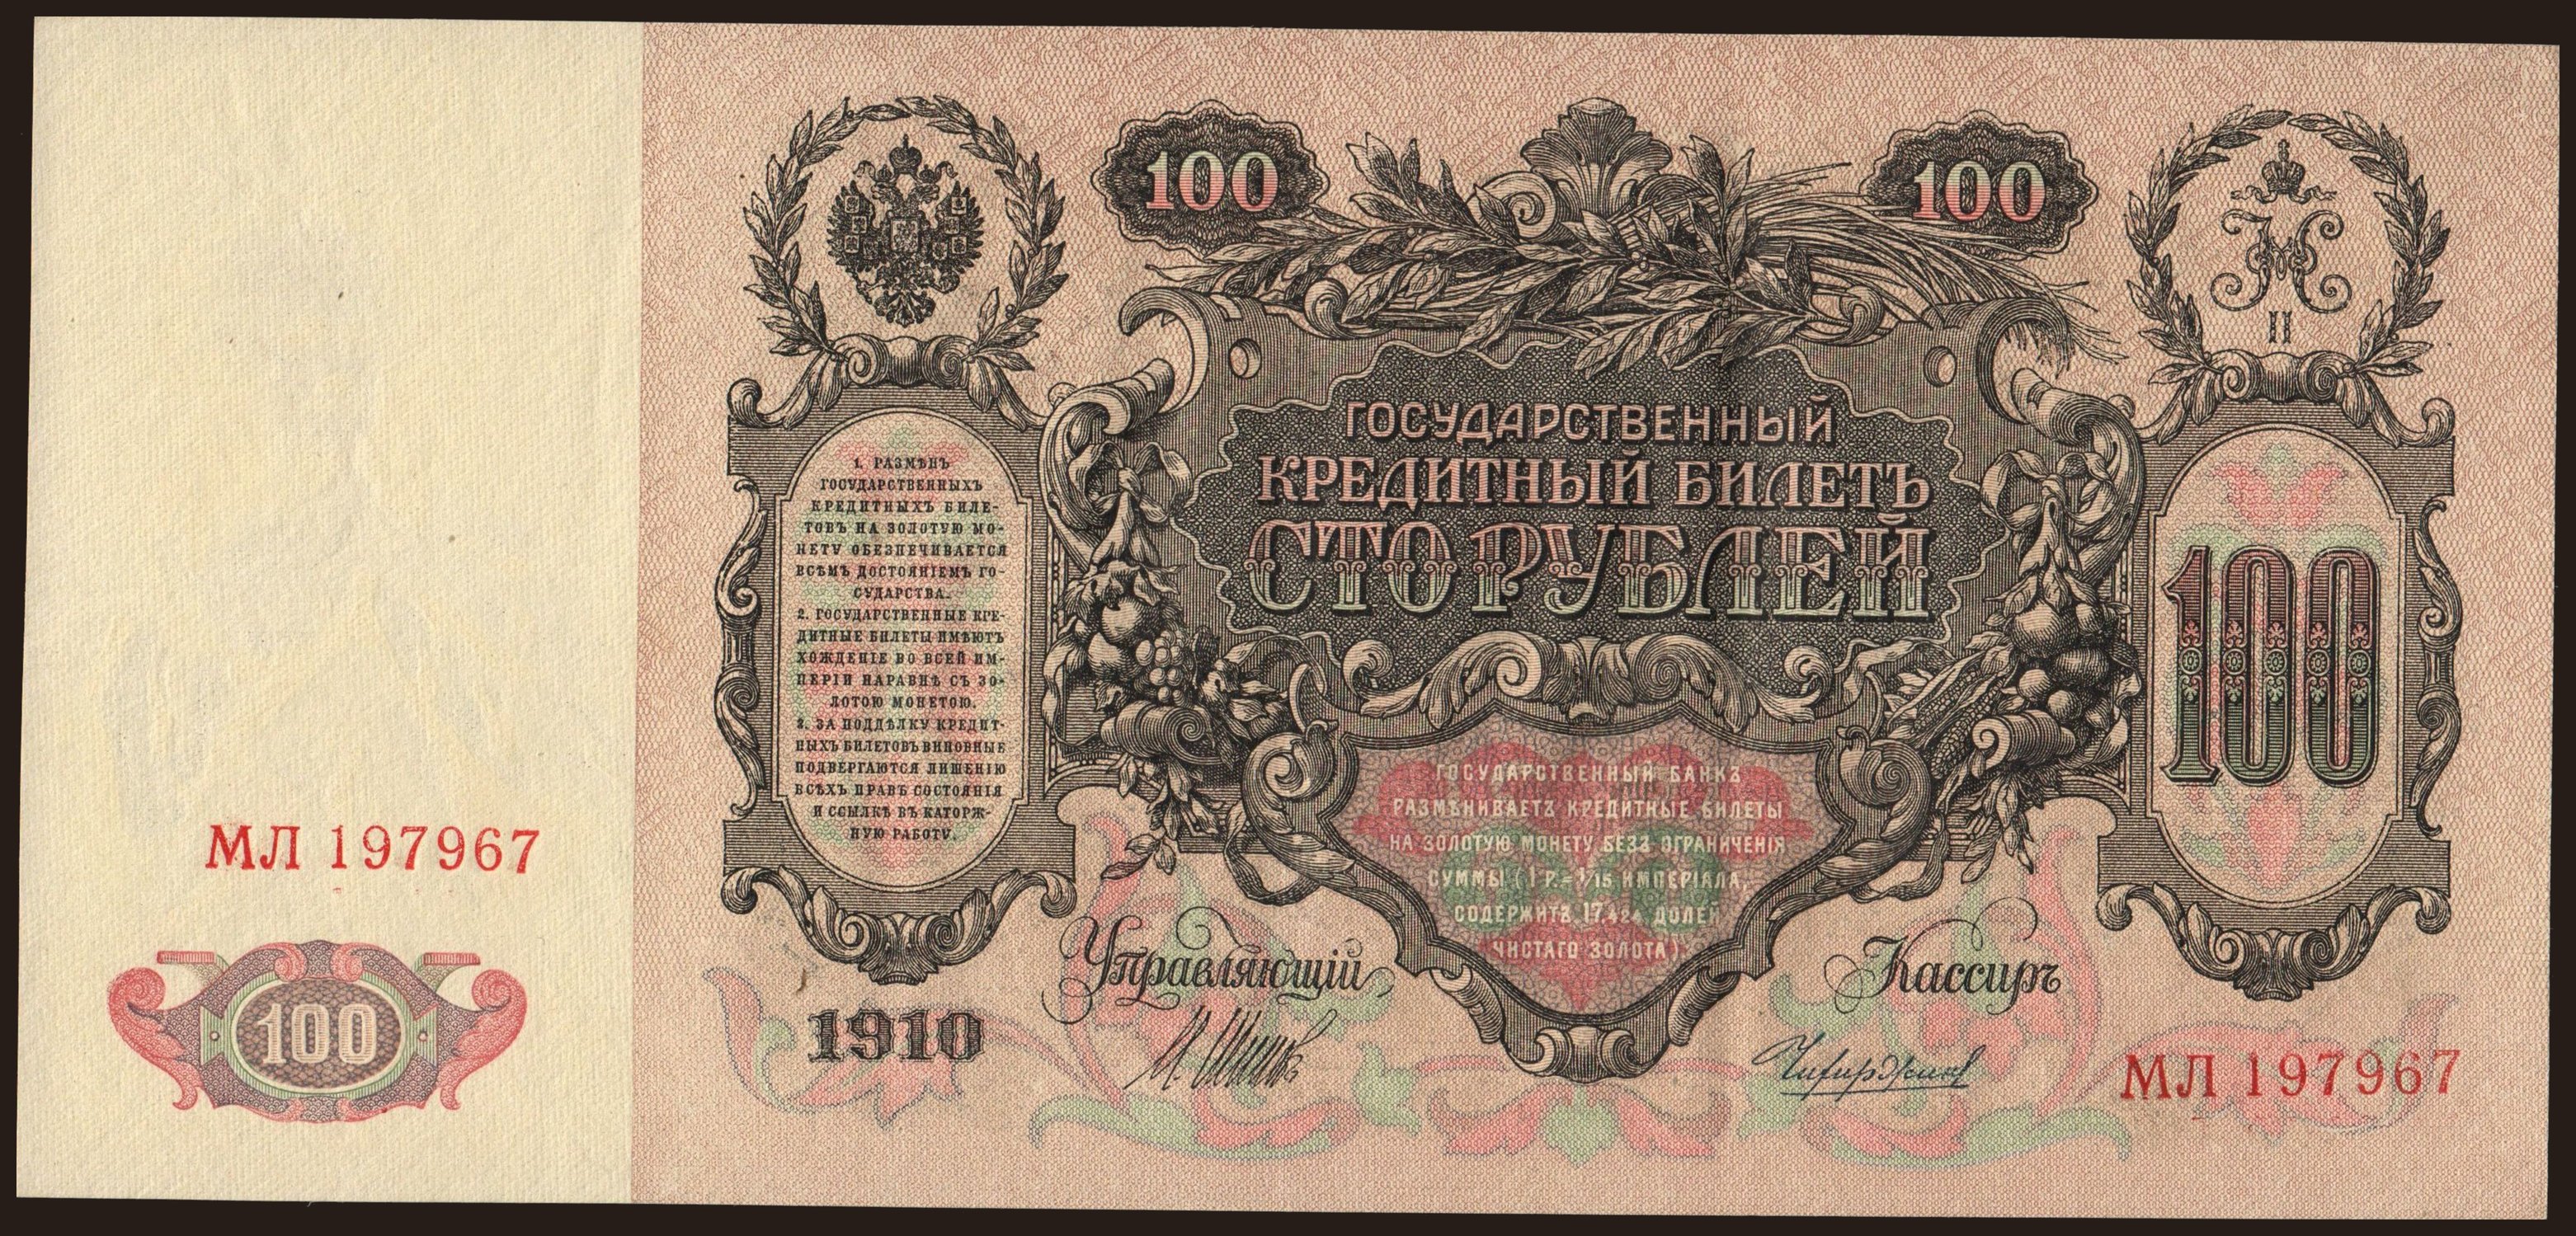 100
100
II
ГОСУДАРСТВЕННЫЙ
КРЕДИТНЫЙ БИЛЕТЪ
СТО РУБЛЕЙ
1. РАЗМѢНЪ
ГОСУДАРСТВЕННЫХЪ
КРЕДИТНЫХЪ БИЛЕ-
ТОВЪ НА ЗОЛОТУЮ МО-
НЕТУ ОБЕЗПЕЧИВАЕТСЯ
ВСѢМЪ ДОСТОЯНІЕМЪ ГО-
СУДАРСТВА.
2. ГОСУДАРСТВЕННЫЕ КРЕ-
ДИТНЫЕ БИЛЕТЫ ИМѢЮТЪ
ХОЖДЕНІЕ ВО ВСЕЙ ИМ-
ПЕРІИ НАРАВНѢ СЪ ЗО-
ЛОТОЮ МОНЕТОЮ.
3. ЗА ПОДДѢЛКУ КРЕДИТ-
НЫХЪ БИЛЕТОВЪ ВИНОВНЫЕ
ПОДВЕРГАЮТСЯ ЛИШЕНІЮ
ВСѢХЪ ПРАВЪ СОСТОЯНІЯ
И ССЫЛКѢ ВЪ КАТОРЖ-
НУЮ РАБОТУ.
100
ГОСУДАРСТВЕННЫЙ БАНКЪ
РАЗМѢНИВАЕТЪ КРЕДИТНЫЕ БИЛЕТЫ
НА ЗОЛОТУЮ МОНЕТУ БЕЗЪ ОГРАНИЧЕНІЯ
СУММЫ (1 Р.= 1/15 ИМПЕРІАЛА,
СОДЕРЖИТЪ 17,424 ДОЛЕЙ
ЧИСТАГО ЗОЛОТА)
МЛ 197967
100
Управляющій
Кассиръ
1910
МЛ 197967